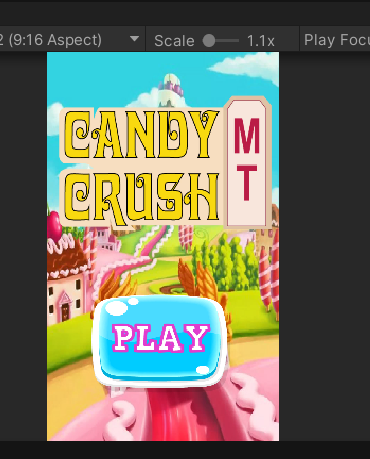 2 (9:16 Aspect) Scale 1.1x Play Focu
CANDY
CRUSH
M
T
PLAY